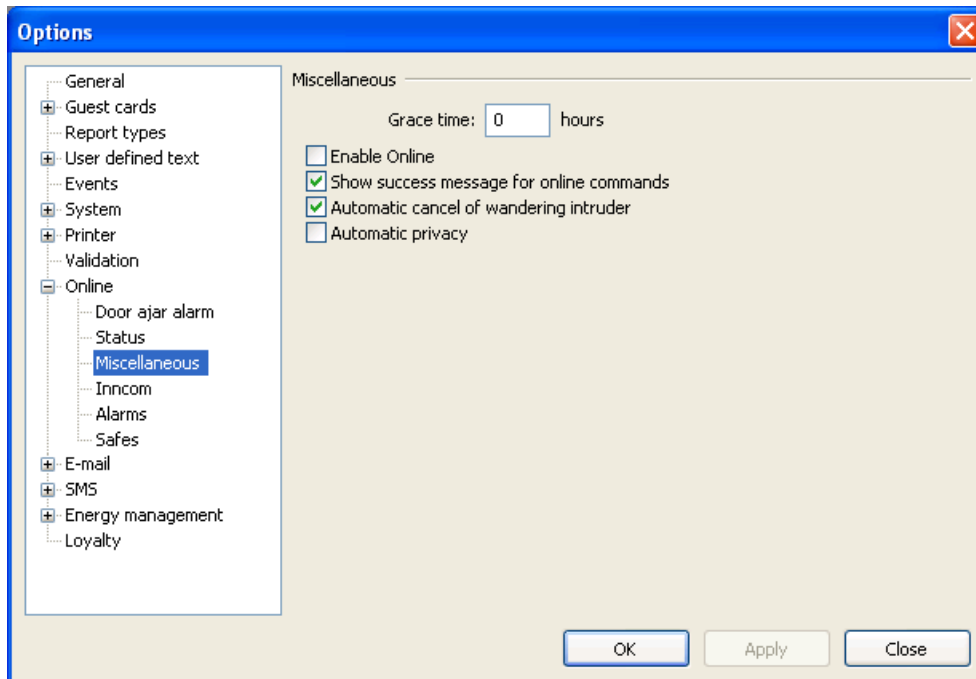 Options
General
Guest cards
Report types
User defined text
Events
System
Printer
Validation
Online
Door ajar alarm
Status
Miscellaneous
Inncom
Alarms
Safes
E-mail
SMS
Energy management
Loyalty
Miscellaneous
Grace time: 0 hours
Enable Online
Show success message for online commands
Automatic cancel of wandering intruder
Automatic privacy
OK Apply Close